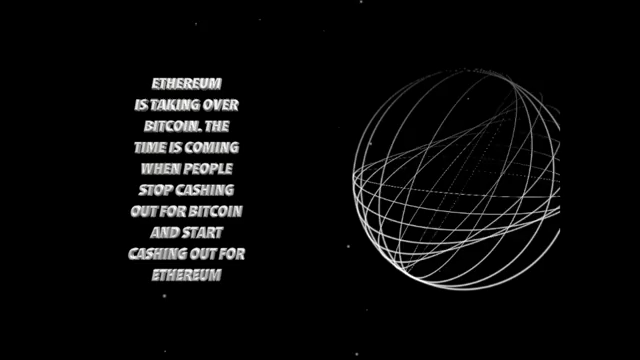 ETHEREUM
IS TAKING OVER
BITCOIN. THE
TIME IS COMING
WHEN PEOPLE
STOP CASHING
OUT FOR BITCOIN
AND START
CASHING OUT FOR
ETHEREUM